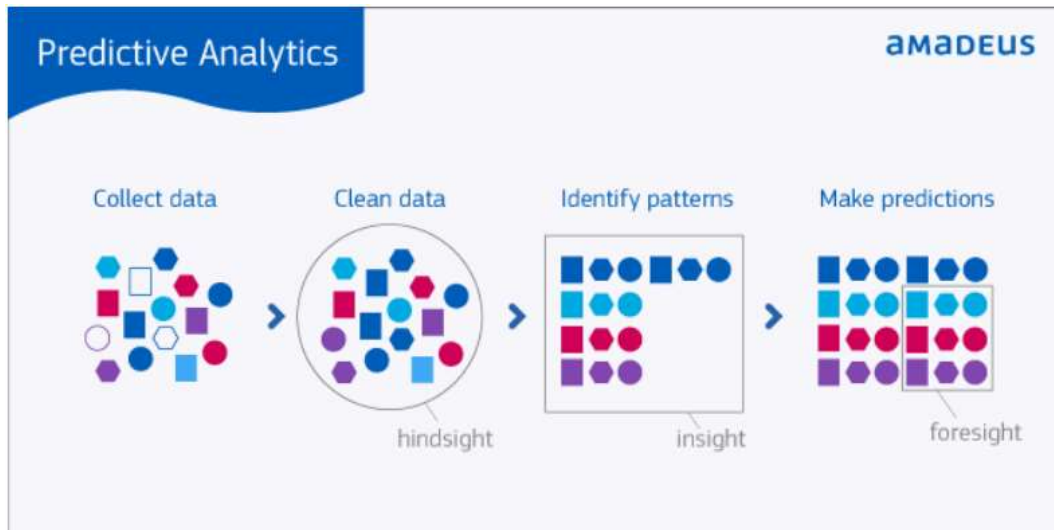 Predictive Analytics
aMaDEUS
Collect data
Clean data
Identify patterns
Make predictions
hindsight
insight
foresight